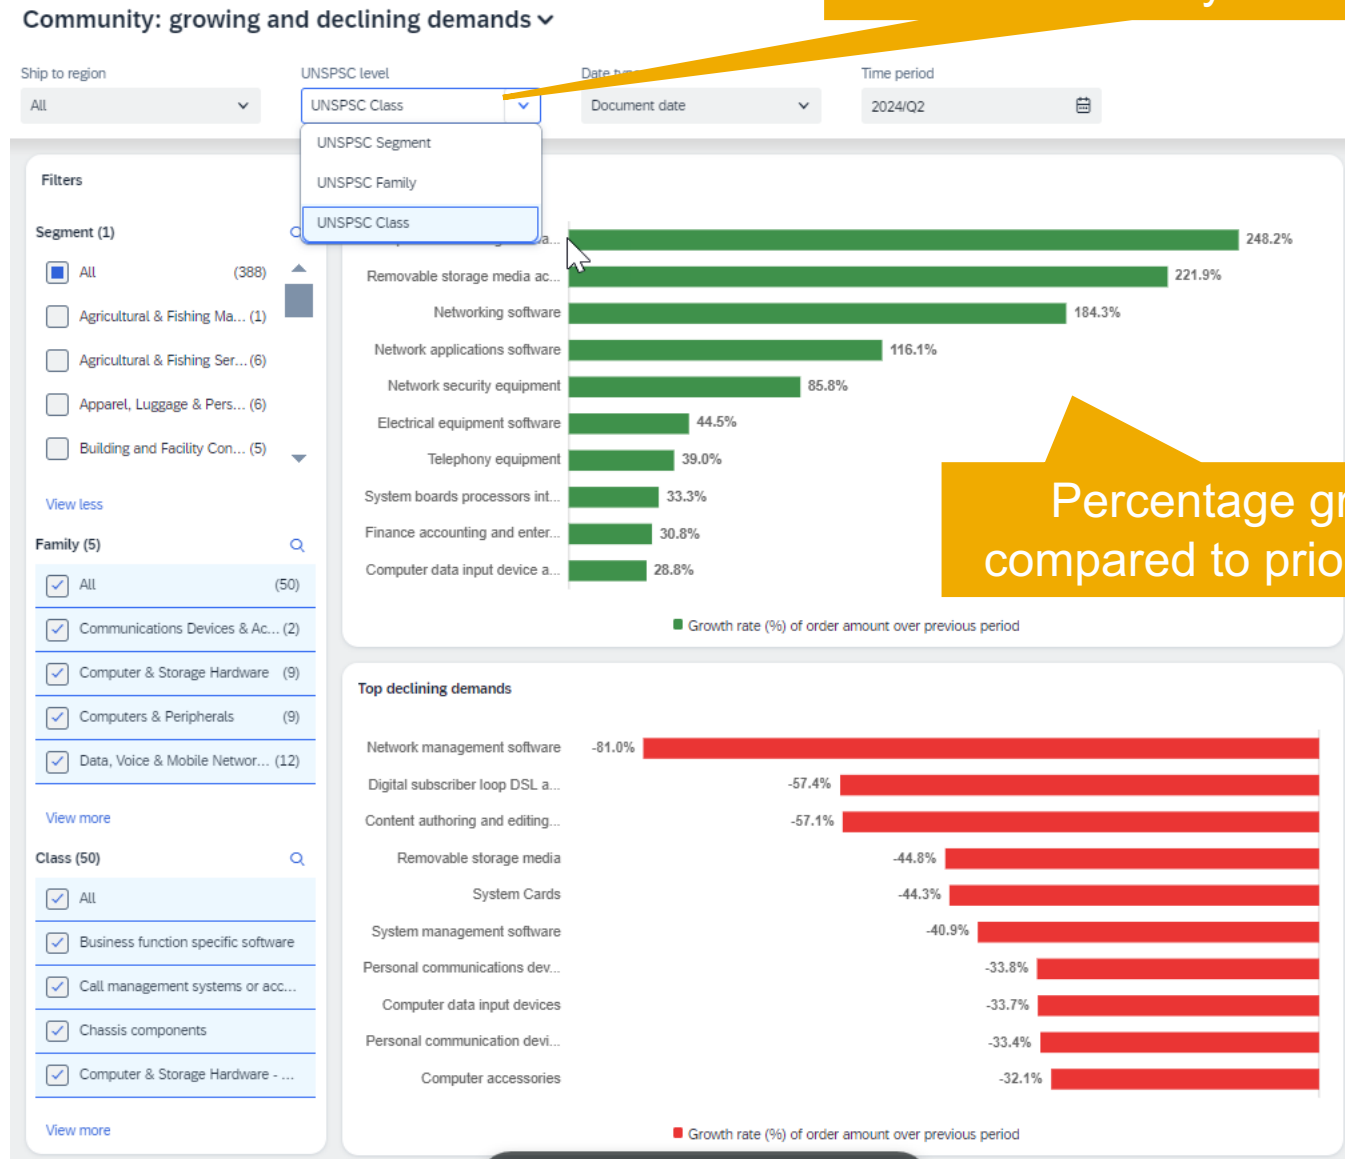 Community: growing and declining demands
Ship to region
UNSPSC level
Time period
All
UNSPSC Class
Document date
2024/Q2
UNSPSC Segment
UNSPSC Family
UNSPSC Class
Filters
Segment (1)
All (388)
Agricultural & Fishing Ma... (1)
Agricultural & Fishing Ser... (6)
Apparel, Luggage & Pers... (6)
Building and Facility Con... (5)
View less
Family (5)
All (50)
Communications Devices & Ac... (2)
Computer & Storage Hardware (9)
Computers & Peripherals (9)
Data, Voice & Mobile Networ... (12)
View more
Class (50)
All
Business function specific software
Call management systems or acc...
Chassis components
Computer & Storage Hardware - ...
View more
248.2%
Removable storage media ac... 221.9%
Networking software 184.3%
Network applications software 116.1%
Network security equipment 85.8%
Electrical equipment software 44.5%
Telephony equipment 39.0%
System boards processors int... 33.3%
Finance accounting and enter... 30.8%
Computer data input device a... 28.8%
Growth rate (%) of order amount over previous period
Percentage gr
compared to prio
Top declining demands
Network management software -81.0%
Digital subscriber loop DSL a... -57.4%
Content authoring and editing... -57.1%
Removable storage media -44.8%
System Cards -44.3%
System management software -40.9%
Personal communications dev... -33.8%
Computer data input devices -33.7%
Personal communication devi... -33.4%
Computer accessories -32.1%
Growth rate (%) of order amount over previous period